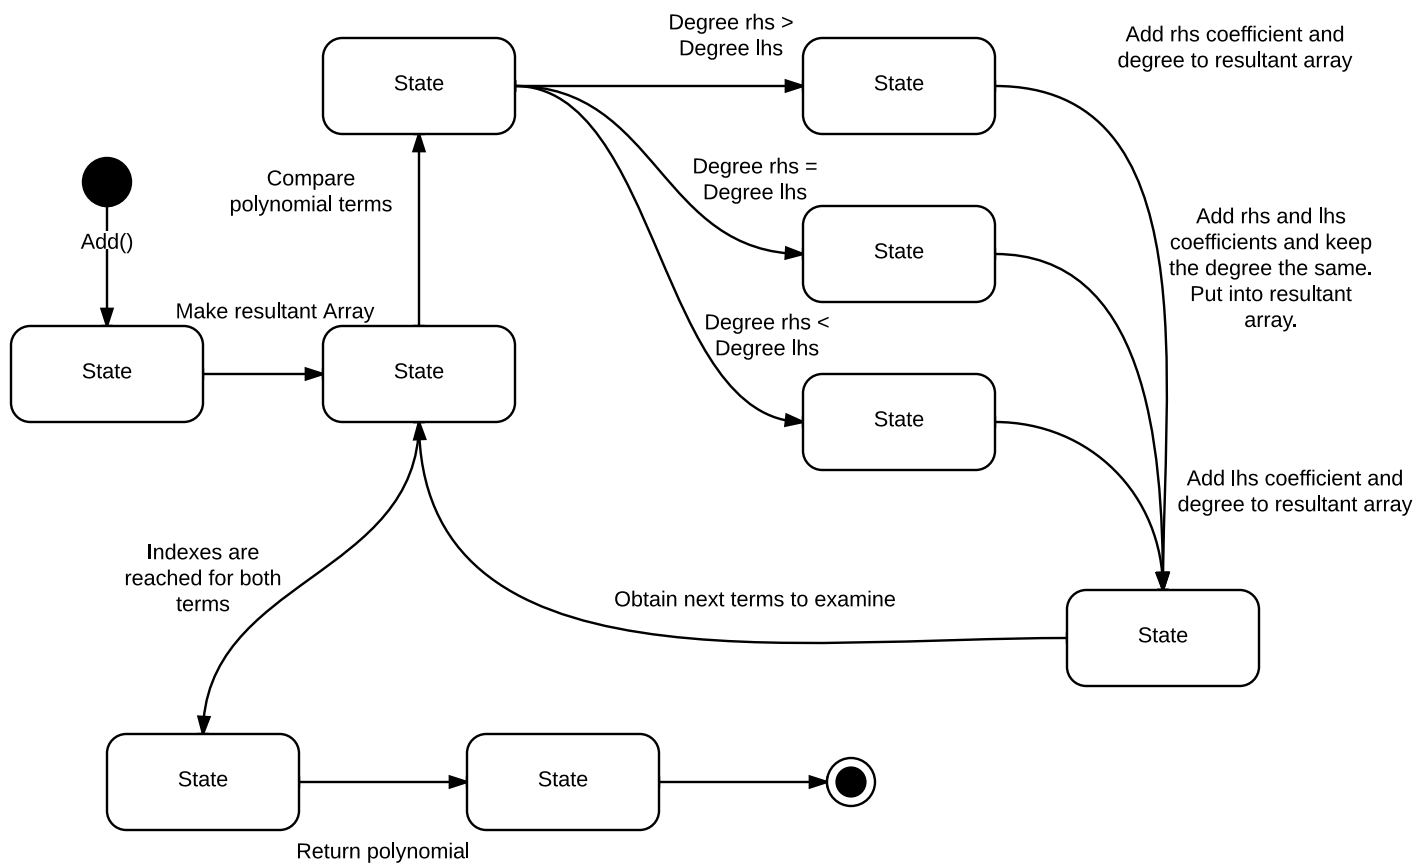 Degree rhs >
Degree lhs
Add rhs coefficient and
degree to resultant array
State
State
Compare
polynomial terms
Degree rhs =
Degree lhs
Add()
State
Add rhs and lhs
coefficients and keep
the degree the same.
Put into resultant
array.
Make resultant Array
State
State
Degree rhs <
Degree lhs
State
Add lhs coefficient and
degree to resultant array
Indexes are
reached for both
terms
Obtain next terms to examine
State
State
State
Return polynomial